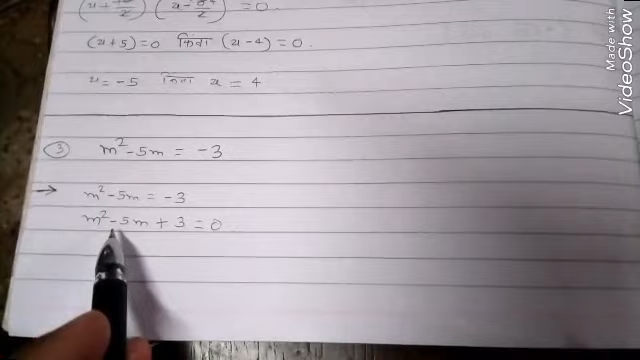 = 0
(x+5)=0 किंवा (x-4)=0.
x=-5 किंवा x = 4
③ m²-5m = -3
→ m²-5m = -3
m²-5m + 3 = 0
Made with
VideoShow